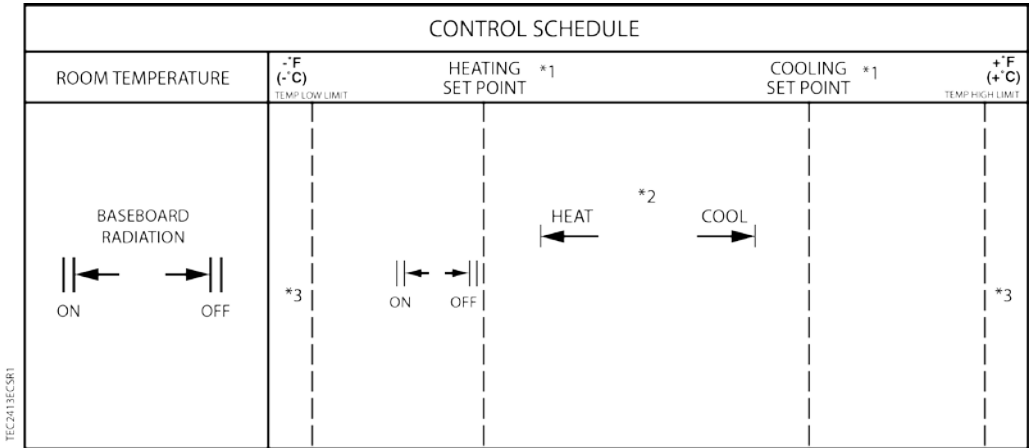 CONTROL SCHEDULE
ROOM TEMPERATURE
-°F
(-°C)
TEMP LOW LIMIT
HEATING *1
SET POINT
COOLING *1
SET POINT
+°F
(+°C)
TEMP HIGH LIMIT
BASEBOARD
RADIATION
ON OFF
*3
ON OFF
*2
HEAT COOL
*3
TEC2413ECSR1